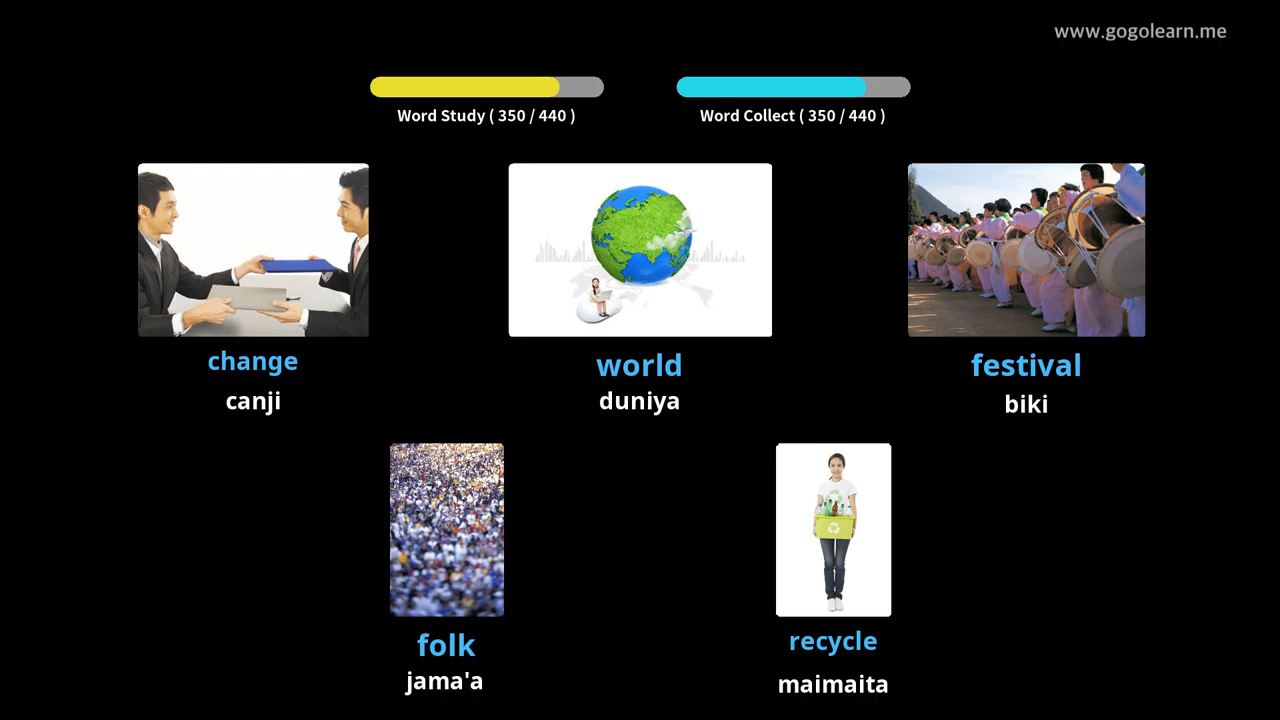 www.gogolearn.me
Word Study ( 350 / 440 )
Word Collect ( 350 / 440 )
change
canji
world
duniya
festival
biki
folk
jama'a
recycle
maimaita